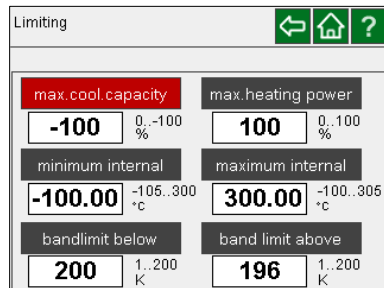 Limiting ?
max.cool.capacity max.heating power
-100 0..-100 % 100 0..100 %
minimum internal maximum internal
-100.00 -105..300 °C 300.00 -100..305 °C
bandlimit below band limit above
200 1..200 K 196 1..200 K